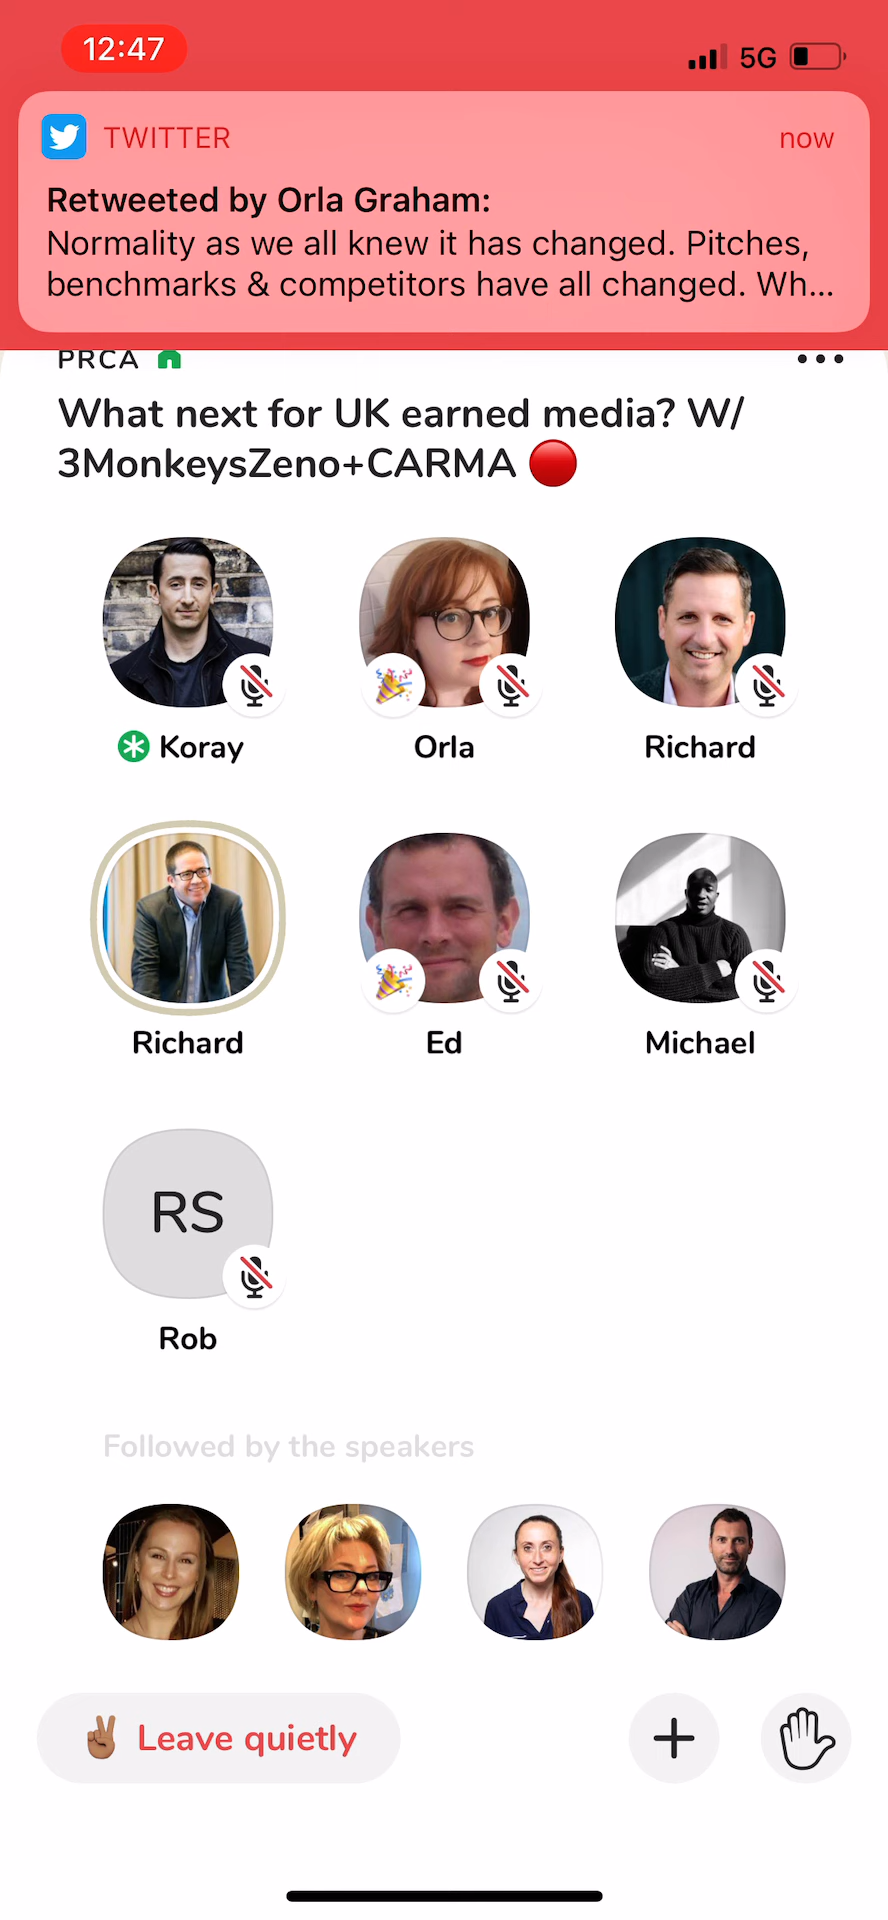 12:47
5G
TWITTER
now
Retweeted by Orla Graham:
Normality as we all knew it has changed. Pitches,
benchmarks & competitors have all changed. Wh...
PRCA
What next for UK earned media? W/
3MonkeysZeno+CARMA
Koray
Orla
Richard
Richard
Ed
Michael
RS
Rob
Followed by the speakers
Leave quietly